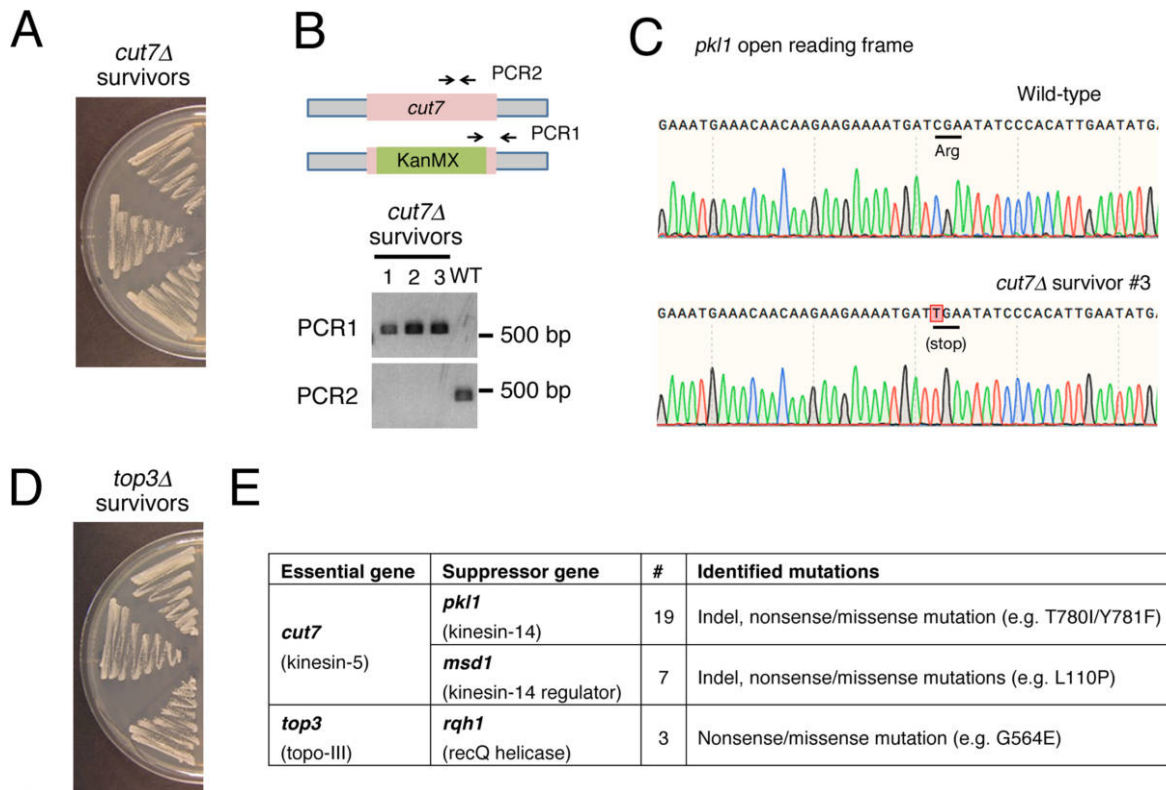 A
cut7Δ
survivors
B
PCR2
cut7
PCR1
KanMX
cut7Δ
survivors
1 2 3 WT
PCR1
500 bp
PCR2
500 bp
C
pkl1 open reading frame
Wild-type
GAAATGAAACAACAAGAAGAAAATGATCGAATATCCCACATTGAATATGA
Arg
cut7Δ survivor #3
GAAATGAAACAACAAGAAGAAAATGATTGAATATCCCACATTGAATATGA
(stop)
D
top3Δ
survivors
E
Essential gene Suppressor gene # Identified mutations
cut7
(kinesin-5)
pkl1
(kinesin-14)
19 Indel, nonsense/missense mutation (e.g. T780I/Y781F)
msd1
(kinesin-14 regulator)
7 Indel, nonsense/missense mutations (e.g. L110P)
top3
(topo-III)
rqh1
(recQ helicase)
3 Nonsense/missense mutation (e.g. G564E)